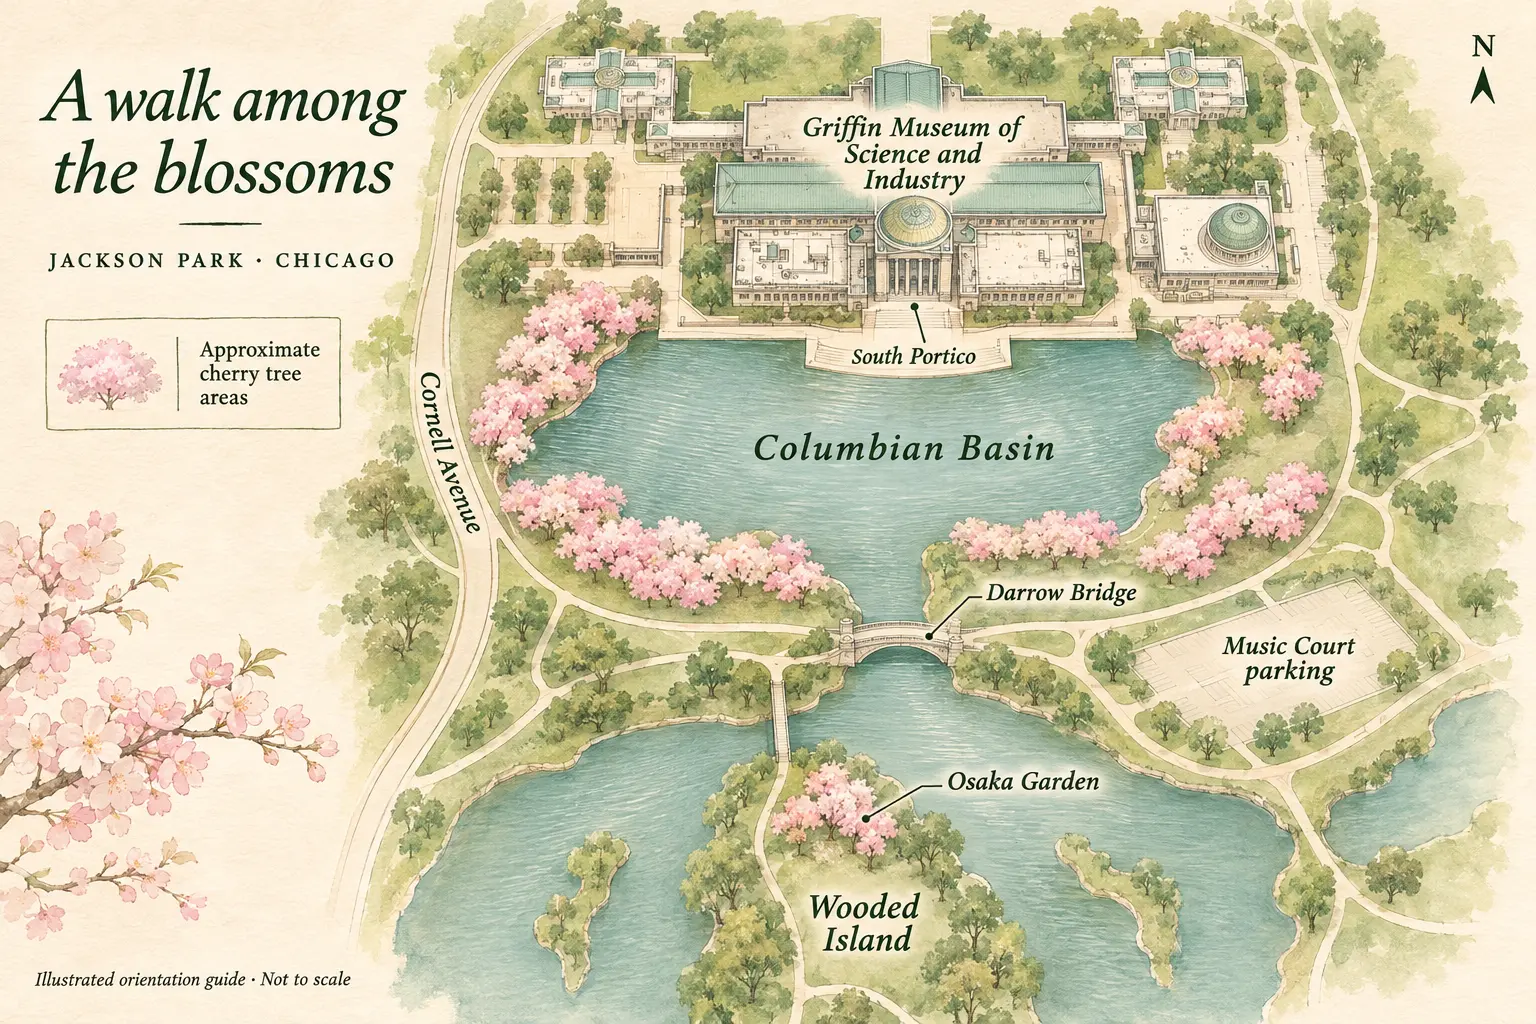 A walk among
the blossoms
JACKSON PARK · CHICAGO
Approximate
cherry tree
areas
N
Griffin Museum of
Science and
Industry
South Portico
Cornell Avenue
Columbian Basin
Darrow Bridge
Music Court
parking
Osaka Garden
Wooded
Island
Illustrated orientation guide · Not to scale